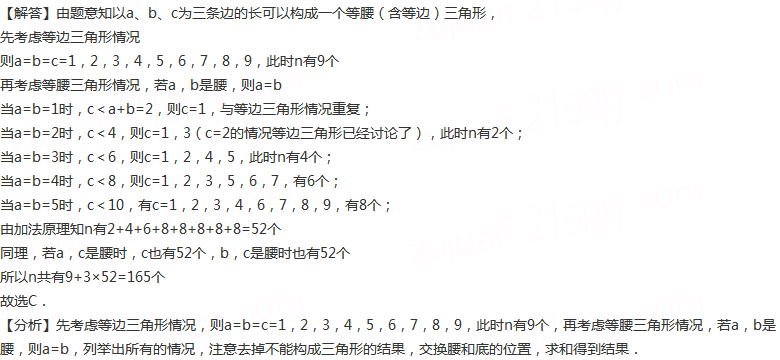 【解答】由题意知以a、b、c为三条边的长可以构成一个等腰（含等边）三角形，
先考虑等边三角形情况
则a=b=c=1，2，3，4，5，6，7，8，9，此时n有9个
再考虑等腰三角形情况，若a，b是腰，则a=b
当a=b=1时，c＜a+b=2，则c=1，与等边三角形情况重复；
当a=b=2时，c＜4，则c=1，3（c=2的情况等边三角形已经讨论了），此时n有2个；
当a=b=3时，c＜6，则c=1，2，4，5，此时n有4个；
当a=b=4时，c＜8，则c=1，2，3，5，6，7，有6个；
当a=b=5时，c＜10，有c=1，2，3，4，6，7，8，9，有8个；
由加法原理知n有2+4+6+8+8+8+8+8=52个
同理，若a，c是腰时，c也有52个，b，c是腰时也有52个
所以n共有9+3×52=165个
故选C．
【分析】先考虑等边三角形情况，则a=b=c=1，2，3，4，5，6，7，8，9，此时n有9个，再考虑等腰三角形情况，若a，b是
腰，则a=b，列举出所有的情况，注意去掉不能构成三角形的结果，交换腰和底的位置，求和得到结果．